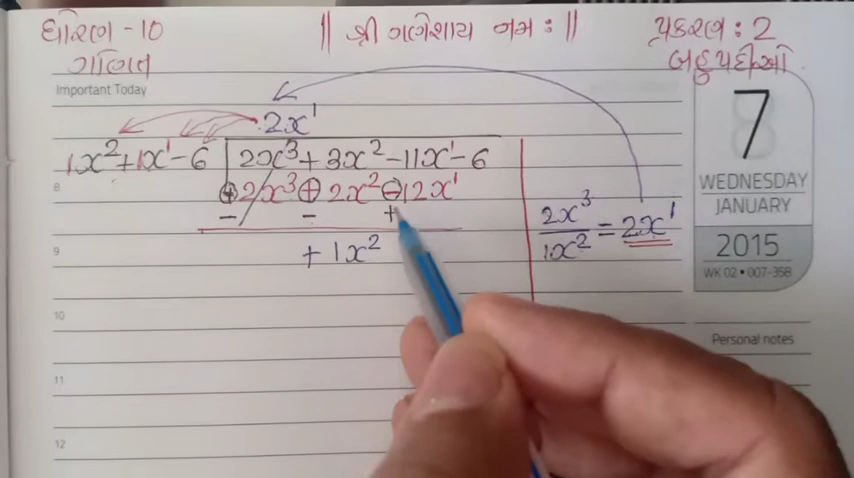 ધોરણ -10 || श्री ગણેશાય નમઃ || પ્રકરણ : 2
ગણિત બહુપદીઓ
Important Today
2x¹
1x²+1x¹-6 2x³+3x²-11x¹-6
8 +2x³+2x²-12x¹
- - +
9 +1x²
2x³/1x² = 2x¹
10
11
12
7
WEDNESDAY
JANUARY
2015
WK 02 • 007-358
Personal notes